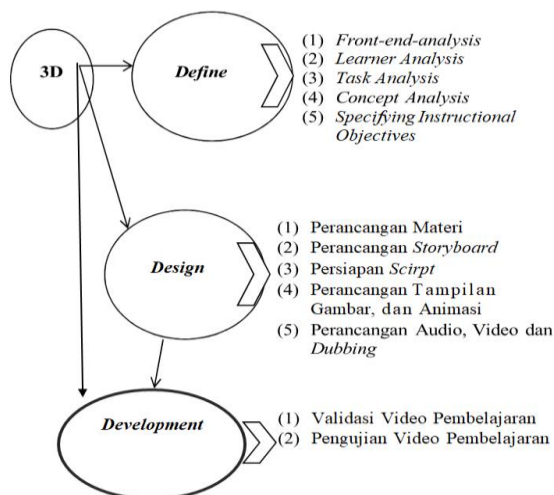 3D
Define
(1) Front-end-analysis
(2) Learner Analysis
(3) Task Analysis
(4) Concept Analysis
(5) Specifying Instructional
Objectives
Design
(1) Perancangan Materi
(2) Perancangan Storyboard
(3) Persiapan Scirpt
(4) Perancangan Tampilan
Gambar, dan Animasi
(5) Perancangan Audio, Video dan
Dubbing
Development
(1) Validasi Video Pembelajaran
(2) Pengujian Video Pembelajaran